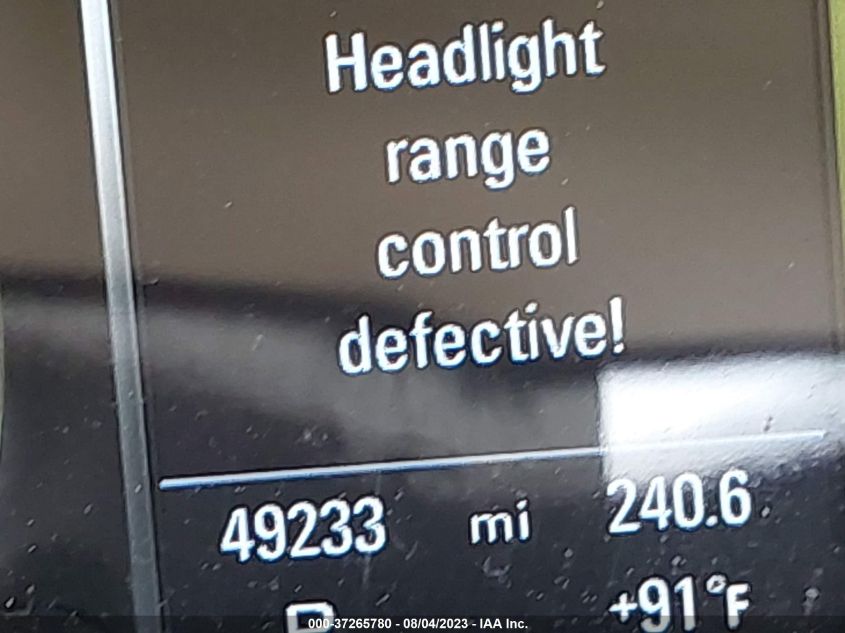 Headlight
range
control
defective!
49233 mi 240.6
+91°F
000-37265780 - 08/04/2023 - IAA Inc.